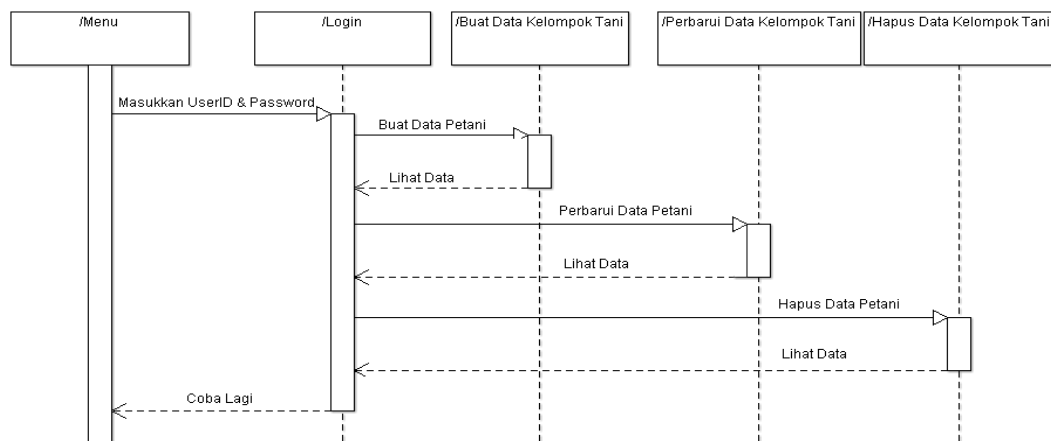 /Menu
/Login
/Buat Data Kelompok Tani
/Perbarui Data Kelompok Tani
/Hapus Data Kelompok Tani
Masukkan UserID & Password
Buat Data Petani
Lihat Data
Perbarui Data Petani
Lihat Data
Hapus Data Petani
Lihat Data
Coba Lagi